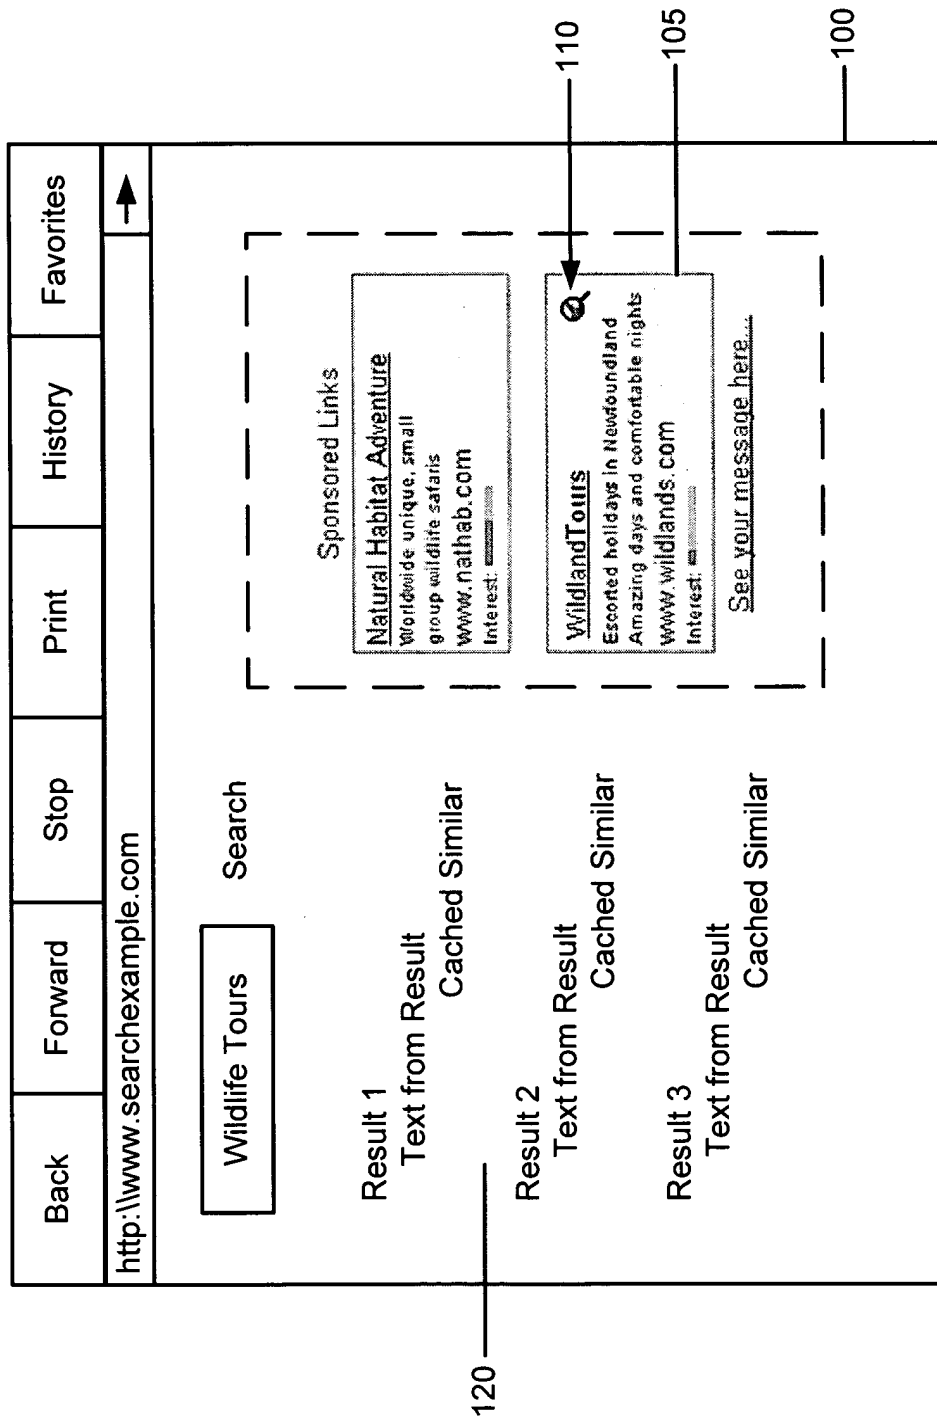 Back
Forward
Stop
Print
History
Favorites
http:\\www.searchexample.com
Wildlife Tours
Search
Result 1
Text from Result
Cached Similar
Result 2
Text from Result
Cached Similar
Result 3
Text from Result
Cached Similar
Sponsored Links
Natural Habitat Adventure
Worldwide unique, small
group wildlife safaris
www.nathab.com
Interest:
WildlandTours
Escorted holidays in Newfoundland
Amazing days and comfortable nights
www.wildlands.com
Interest:
See your message here...
110
105
100
120